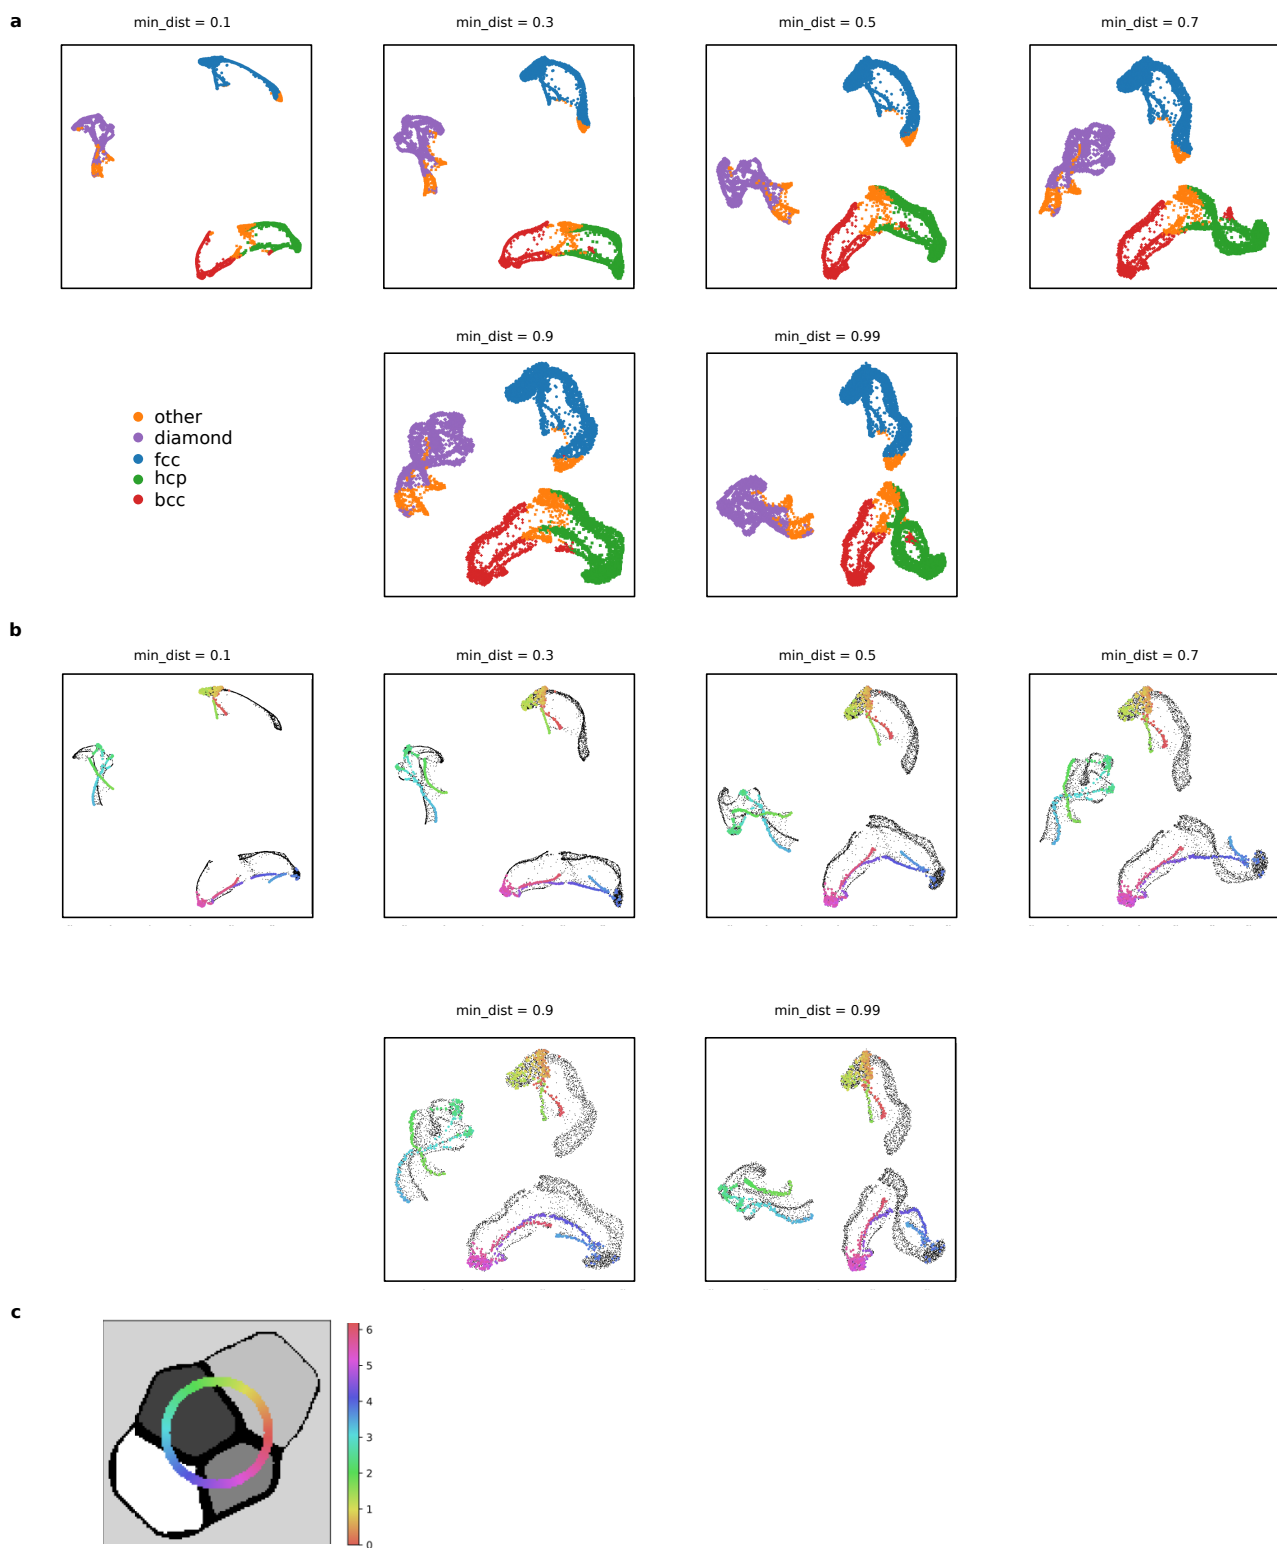 a
min_dist = 0.1
min_dist = 0.3
min_dist = 0.5
min_dist = 0.7
min_dist = 0.9
min_dist = 0.99
other
diamond
fcc
hcp
bcc
b
min_dist = 0.1
min_dist = 0.3
min_dist = 0.5
min_dist = 0.7
min_dist = 0.9
min_dist = 0.99
c
6
5
4
3
2
1
0